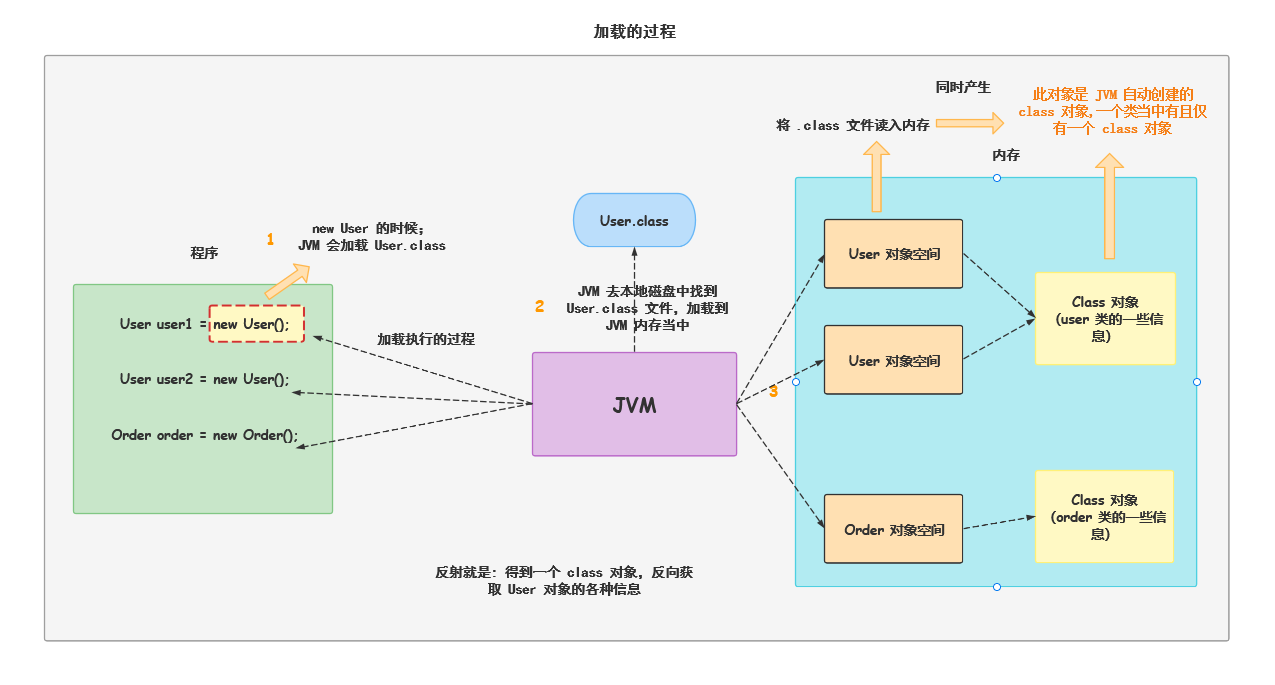 加载的过程
同时产生
此对象是 JVM 自动创建的
class 对象,一个类当中有且仅
有一个 class 对象
将 .class 文件读入内存
内存
程序
1
new User 的时候;
JVM 会加载 User.class
User user1 = new User();
User user2 = new User();
Order order = new Order();
加载执行的过程
User.class
2
JVM 去本地磁盘中找到
User.class 文件，加载到
JVM 内存当中
JVM
3
User 对象空间
User 对象空间
Order 对象空间
Class 对象
(user 类的一些信
息)
Class 对象
(order 类的一些信
息)
反射就是: 得到一个 class 对象，反向获
取 User 对象的各种信息